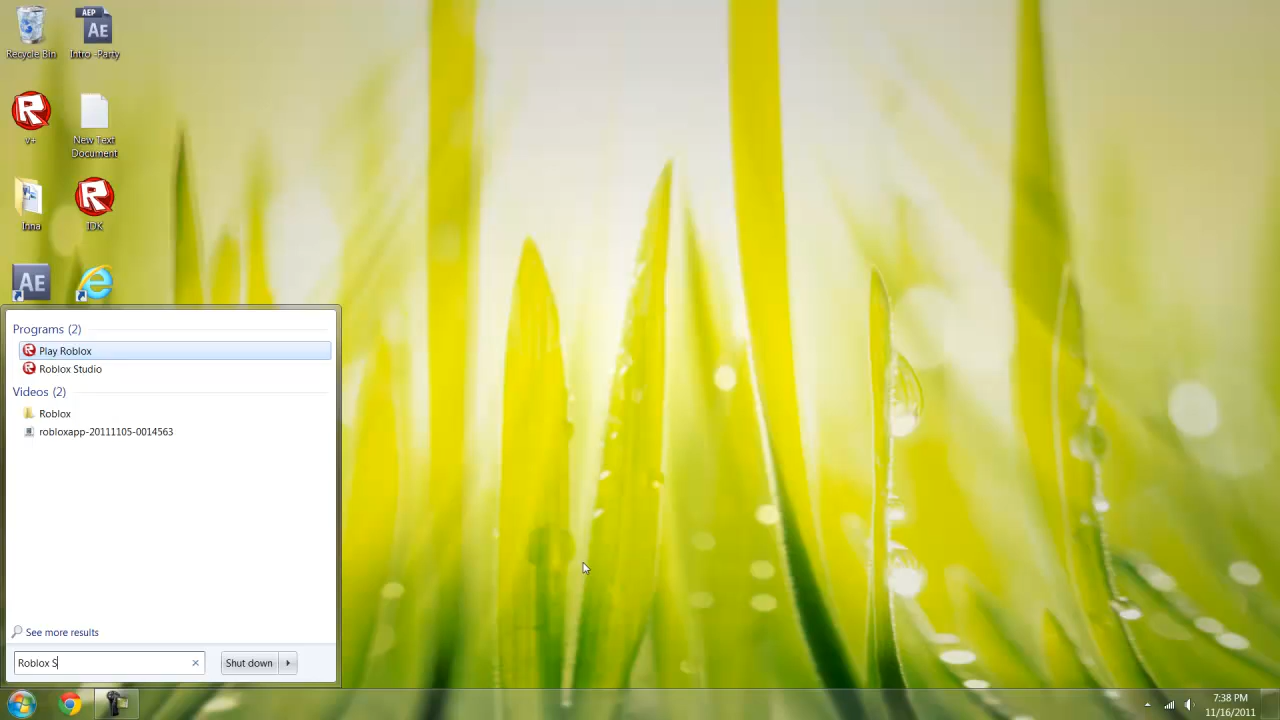 AEP
Ae
Recycle Bin
Intro -Party
R
v+
New Text
Document
Inna
R
IDK
AE
Programs (2)
Play Roblox
Roblox Studio
Videos (2)
Roblox
robloxapp-20111105-0014563
See more results
Roblox S
Shut down
7:38 PM
11/16/2011